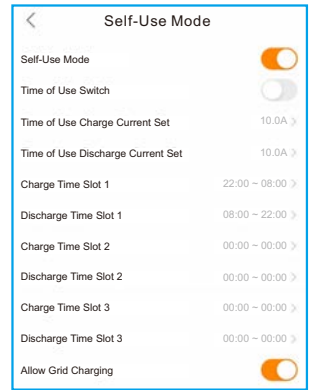 Self-Use Mode
Self-Use Mode
Time of Use Switch
Time of Use Charge Current Set 10.0A
Time of Use Discharge Current Set 10.0A
Charge Time Slot 1 22:00 ~ 08:00
Discharge Time Slot 1 08:00 ~ 22:00
Charge Time Slot 2 00:00 ~ 00:00
Discharge Time Slot 2 00:00 ~ 00:00
Charge Time Slot 3 00:00 ~ 00:00
Discharge Time Slot 3 00:00 ~ 00:00
Allow Grid Charging